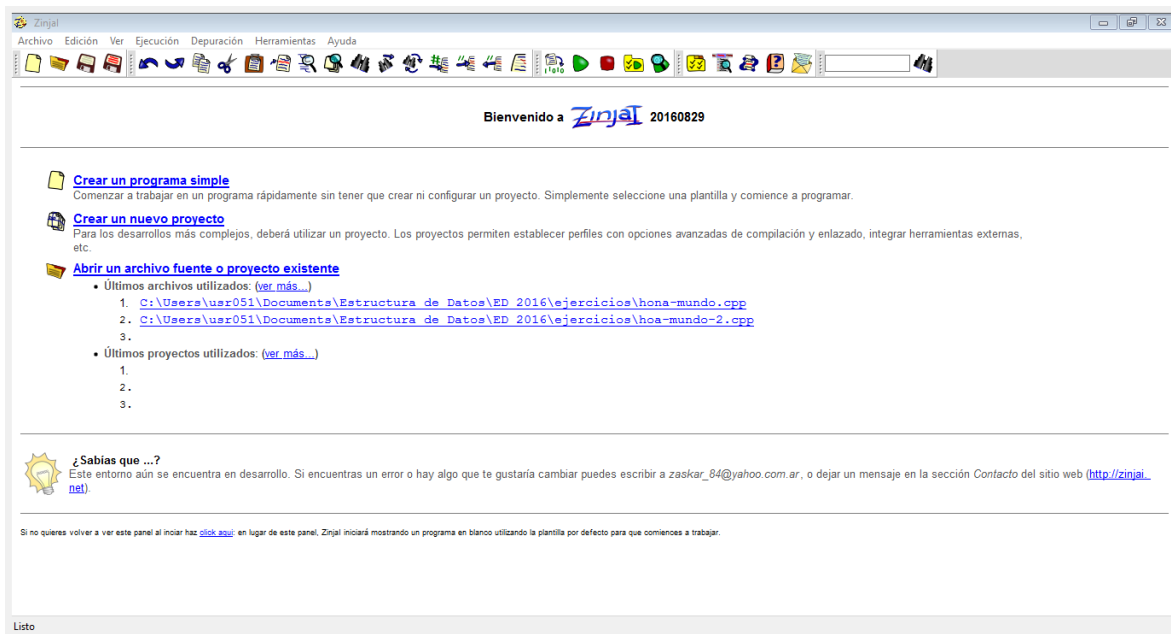 ZinjaI
Archivo Edición Ver Ejecución Depuración Herramientas Ayuda
Bienvenido a ZinjaI 20160829
Crear un programa simple
Comenzar a trabajar en un programa rápidamente sin tener que crear ni configurar un proyecto. Simplemente seleccione una plantilla y comience a programar.
Crear un nuevo proyecto
Para los desarrollos más complejos, deberá utilizar un proyecto. Los proyectos permiten establecer perfiles con opciones avanzadas de compilación y enlazado, integrar herramientas externas,
etc.
Abrir un archivo fuente o proyecto existente
• Últimos archivos utilizados: (ver más...)
1. C:\Users\usr051\Documents\Estructura de Datos\ED 2016\ejercicios\hona-mundo.cpp
2. C:\Users\usr051\Documents\Estructura de Datos\ED 2016\ejercicios\hoa-mundo-2.cpp
3.
• Últimos proyectos utilizados: (ver más...)
1.
2.
3.
¿Sabías que ...?
Este entorno aún se encuentra en desarrollo. Si encuentras un error o hay algo que te gustaría cambiar puedes escribir a zaskar_84@yahoo.com.ar, o dejar un mensaje en la sección Contacto del sitio web (http://zinjai.
net).
Si no quieres volver a ver este panel al inciar haz click aqui: en lugar de este panel, ZinjaI iniciará mostrando un programa en blanco utilizando la plantilla por defecto para que comiences a trabajar.
Listo